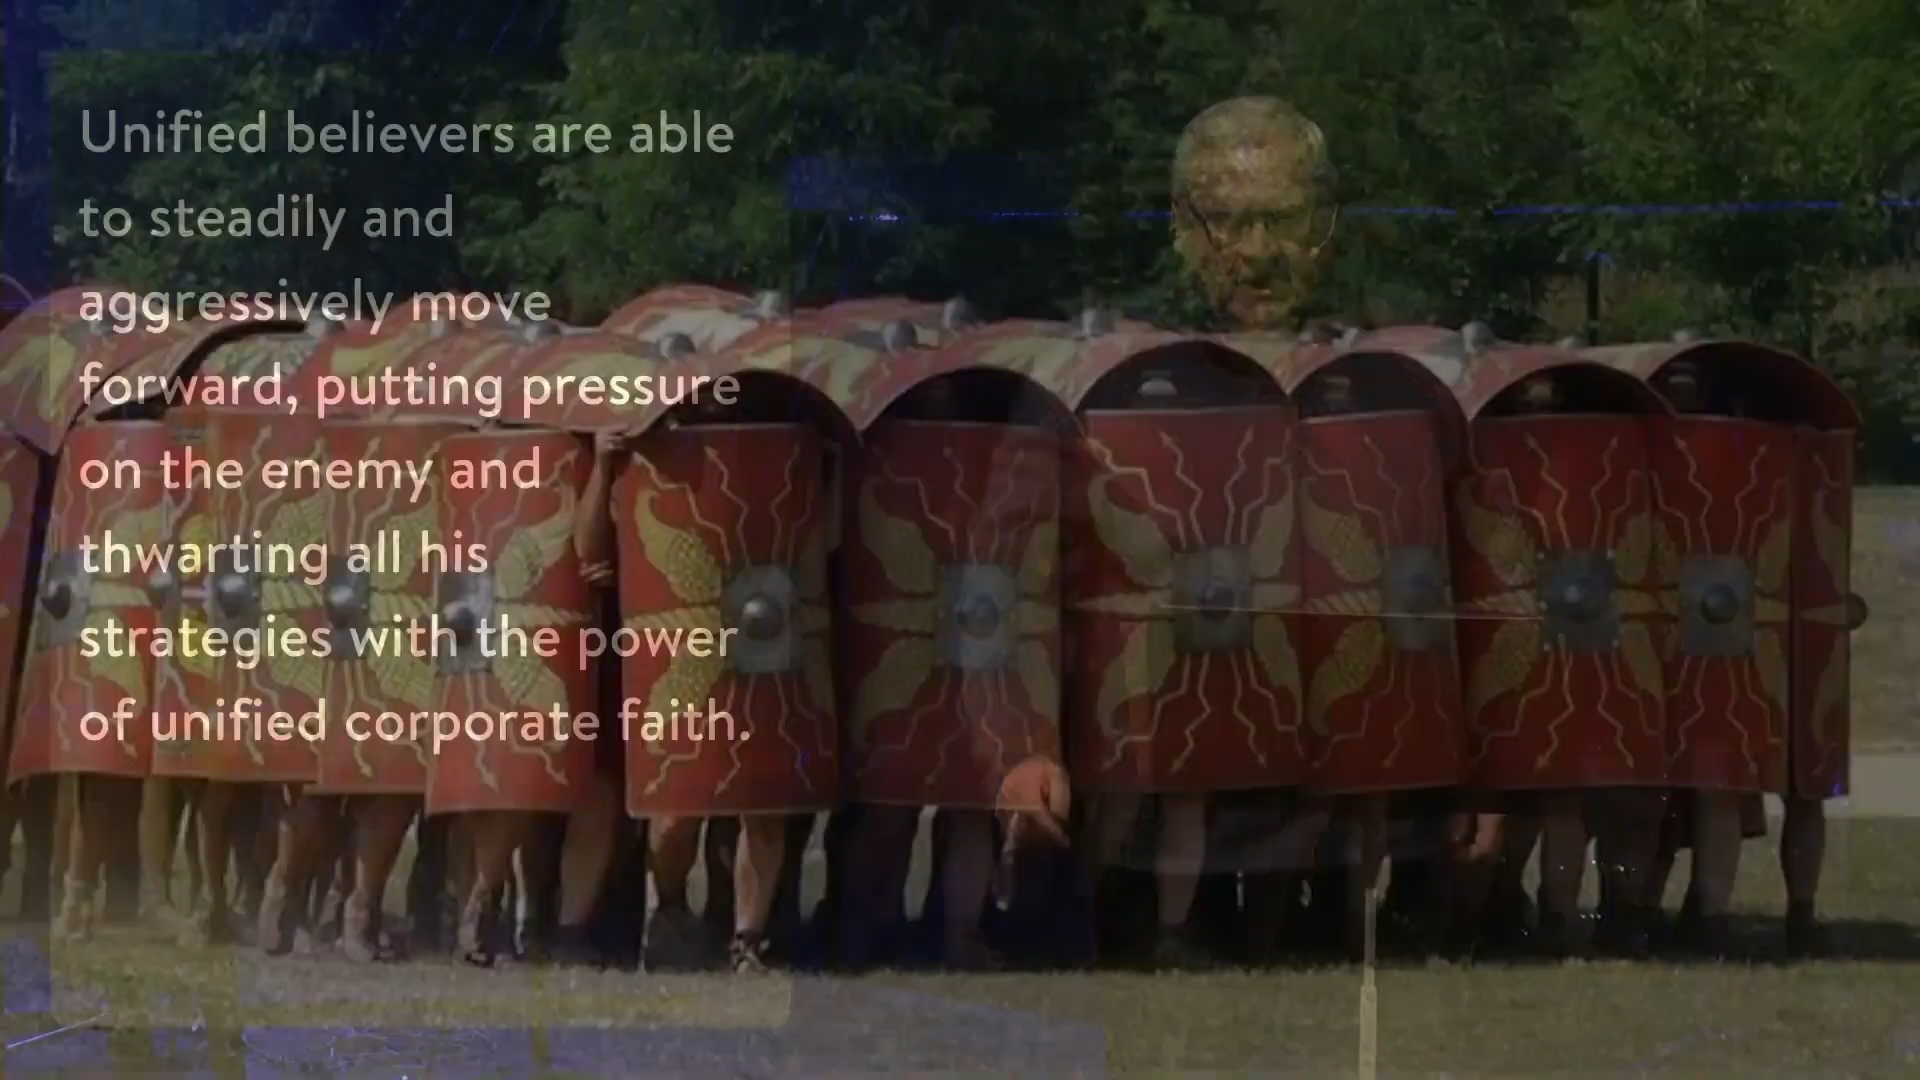 Unified believers are able
to steadily and
aggressively move
forward, putting pressure
on the enemy and
thwarting all his
strategies with the power
of unified corporate faith.